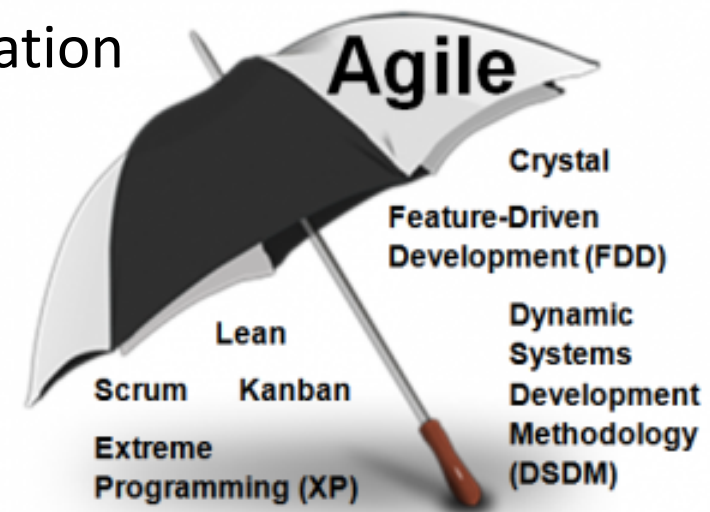 ation
Agile
Crystal
Feature-Driven
Development (FDD)
Lean
Scrum Kanban
Extreme
Programming (XP)
Dynamic
Systems
Development
Methodology
(DSDM)